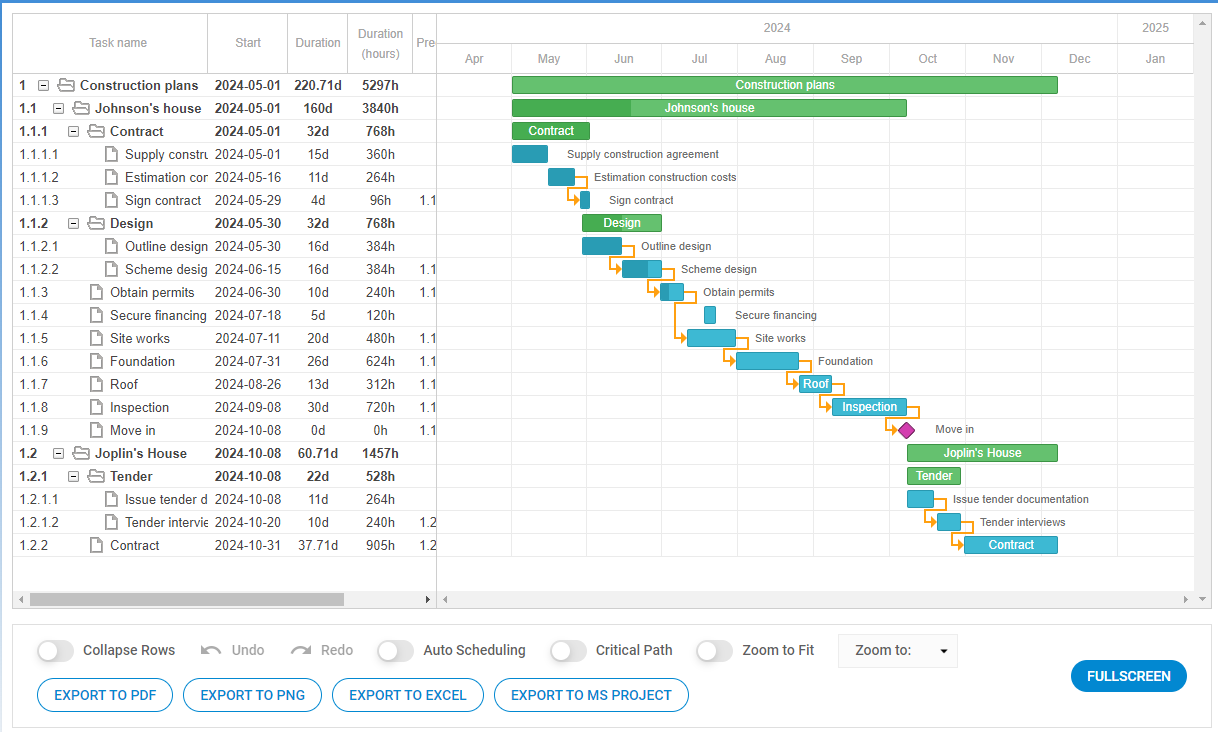 2024 2025
Task name Start Duration Duration (hours) Pre Apr May Jun Jul Aug Sep Oct Nov Dec Jan
1 Construction plans 2024-05-01 220.71d 5297h Construction plans
1.1 Johnson's house 2024-05-01 160d 3840h Johnson's house
1.1.1 Contract 2024-05-01 32d 768h Contract
1.1.1.1 Supply constru 2024-05-01 15d 360h Supply construction agreement
1.1.1.2 Estimation cor 2024-05-16 11d 264h Estimation construction costs
1.1.1.3 Sign contract 2024-05-29 4d 96h 1.1 Sign contract
1.1.2 Design 2024-05-30 32d 768h Design
1.1.2.1 Outline design 2024-05-30 16d 384h Outline design
1.1.2.2 Scheme desig 2024-06-15 16d 384h 1.1 Scheme design
1.1.3 Obtain permits 2024-06-30 10d 240h 1.1 Obtain permits
1.1.4 Secure financing 2024-07-18 5d 120h Secure financing
1.1.5 Site works 2024-07-11 20d 480h 1.1 Site works
1.1.6 Foundation 2024-07-31 26d 624h 1.1 Foundation
1.1.7 Roof 2024-08-26 13d 312h 1.1 Roof
1.1.8 Inspection 2024-09-08 30d 720h 1.1 Inspection
1.1.9 Move in 2024-10-08 0d 0h 1.1 Move in
1.2 Joplin's House 2024-10-08 60.71d 1457h Joplin's House
1.2.1 Tender 2024-10-08 22d 528h Tender
1.2.1.1 Issue tender d 2024-10-08 11d 264h Issue tender documentation
1.2.1.2 Tender intervie 2024-10-20 10d 240h 1.2 Tender interviews
1.2.2 Contract 2024-10-31 37.71d 905h 1.2 Contract
Collapse Rows Undo Redo Auto Scheduling Critical Path Zoom to Fit Zoom to:
FULLSCREEN
EXPORT TO PDF EXPORT TO PNG EXPORT TO EXCEL EXPORT TO MS PROJECT